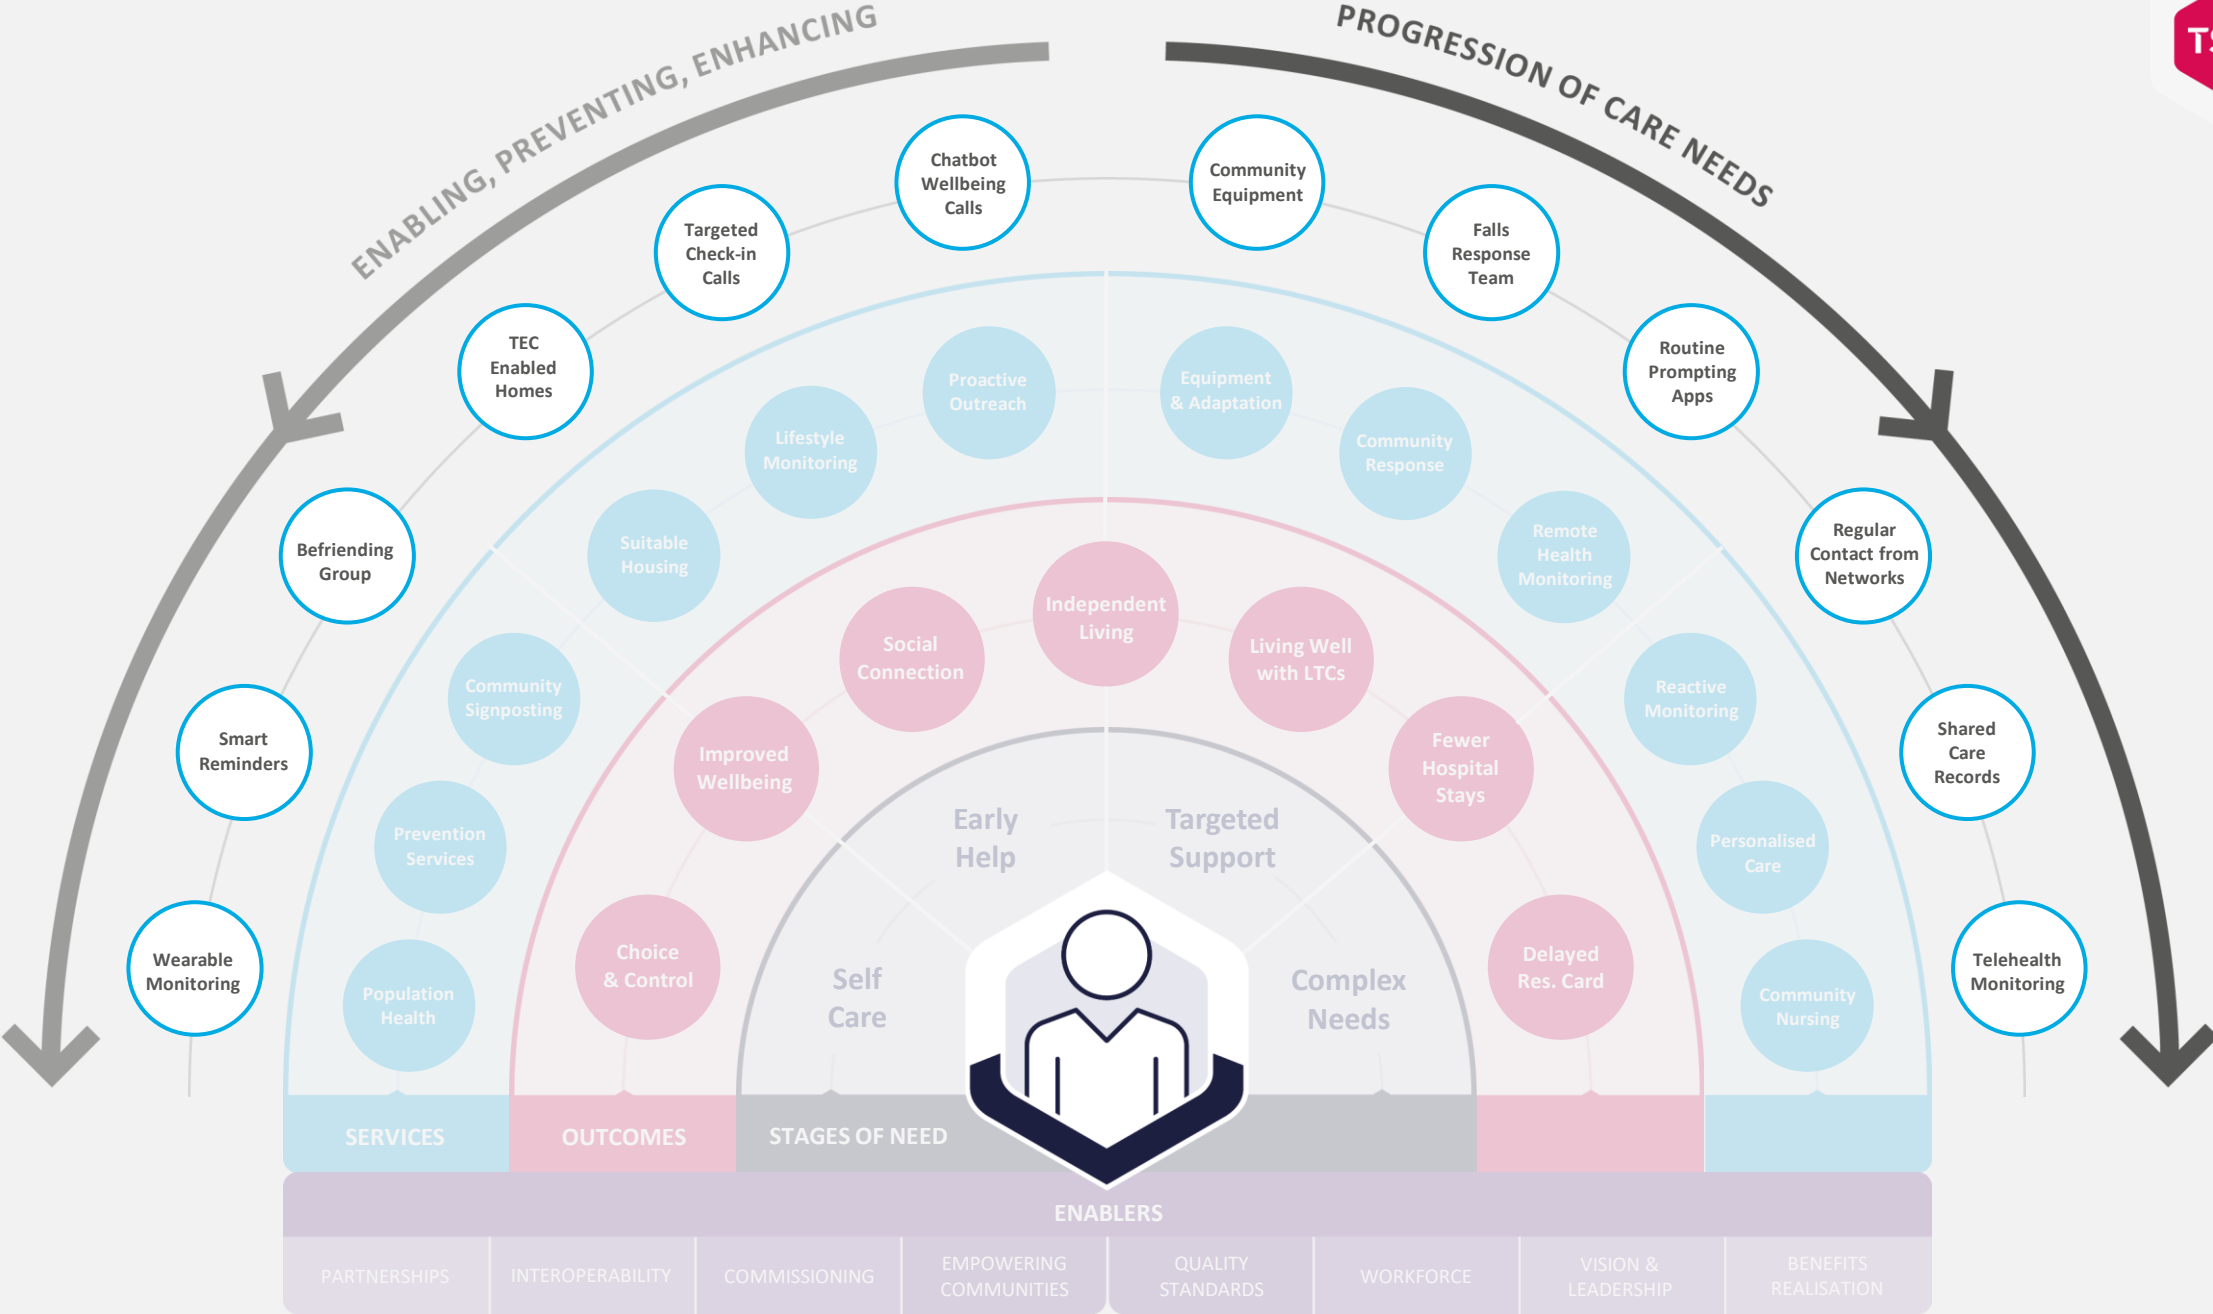 ENABLING, PREVENTING, ENHANCING
PROGRESSION OF CARE NEEDS
Chatbot
Wellbeing
Calls
Community
Equipment
Targeted
Check-in
Calls
Falls
Response
Team
TEC
Enabled
Homes
Routine
Prompting
Apps
Befriending
Group
Regular
Contact from
Networks
Smart
Reminders
Shared
Care
Records
Wearable
Monitoring
Telehealth
Monitoring
Proactive
Outreach
Equipment
& Adaptation
Lifestyle
Monitoring
Community
Response
Suitable
Housing
Remote
Health
Monitoring
Community
Signposting
Reactive
Monitoring
Prevention
Services
Personalised
Care
Population
Health
Community
Nursing
Independent
Living
Social
Connection
Living Well
with LTCs
Improved
Wellbeing
Fewer
Hospital
Stays
Choice
& Control
Delayed
Res. Card
Early
Help
Targeted
Support
Self
Care
Complex
Needs
SERVICES
OUTCOMES
STAGES OF NEED
ENABLERS
PARTNERSHIPS
INTEROPERABILITY
COMMISSIONING
EMPOWERING
COMMUNITIES
QUALITY
STANDARDS
WORKFORCE
VISION &
LEADERSHIP
BENEFITS
REALISATION